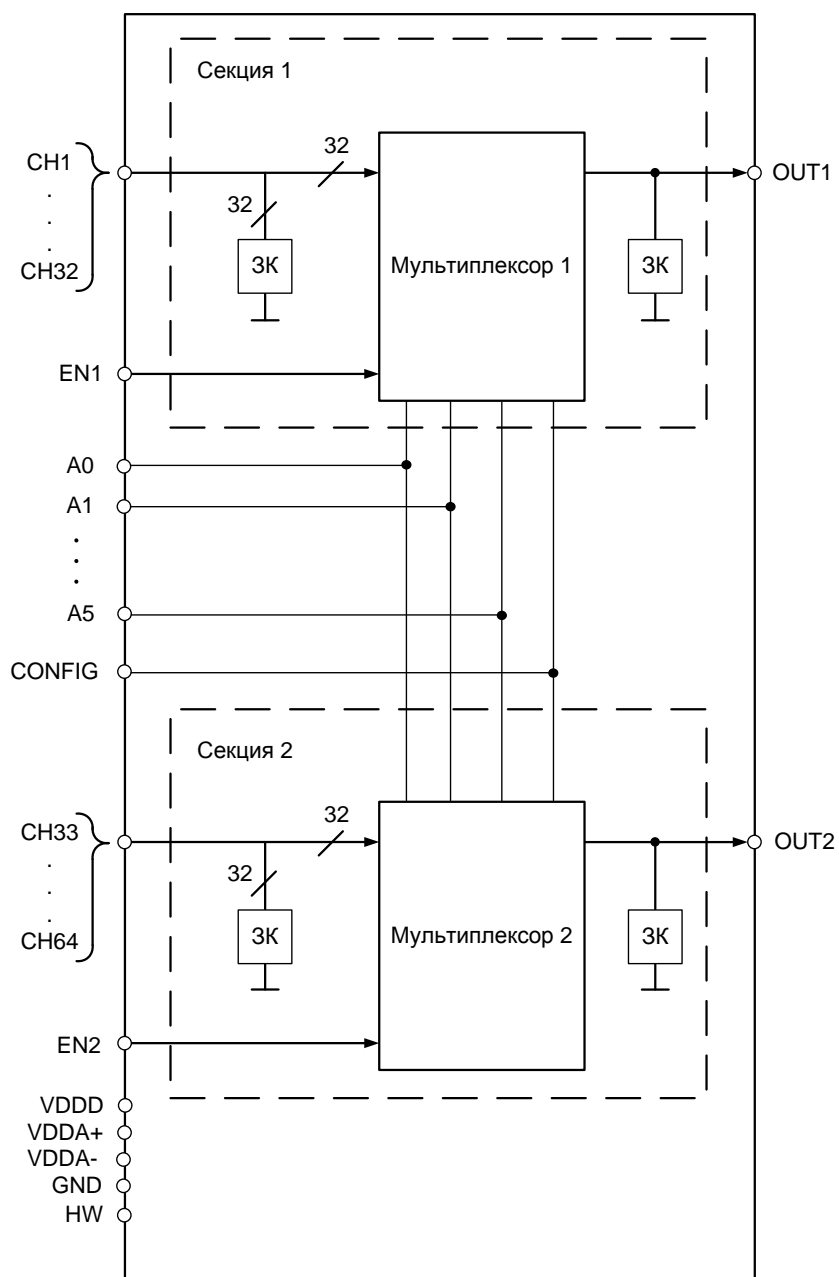 Секция 1
CH1
.
.
.
CH32
32
32
ЗК
Мультиплексор 1
ЗК
OUT1
EN1
A0
A1
.
.
.
A5
CONFIG
Секция 2
CH33
.
.
.
CH64
32
32
ЗК
Мультиплексор 2
ЗК
OUT2
EN2
VDDD
VDDA+
VDDA-
GND
HW